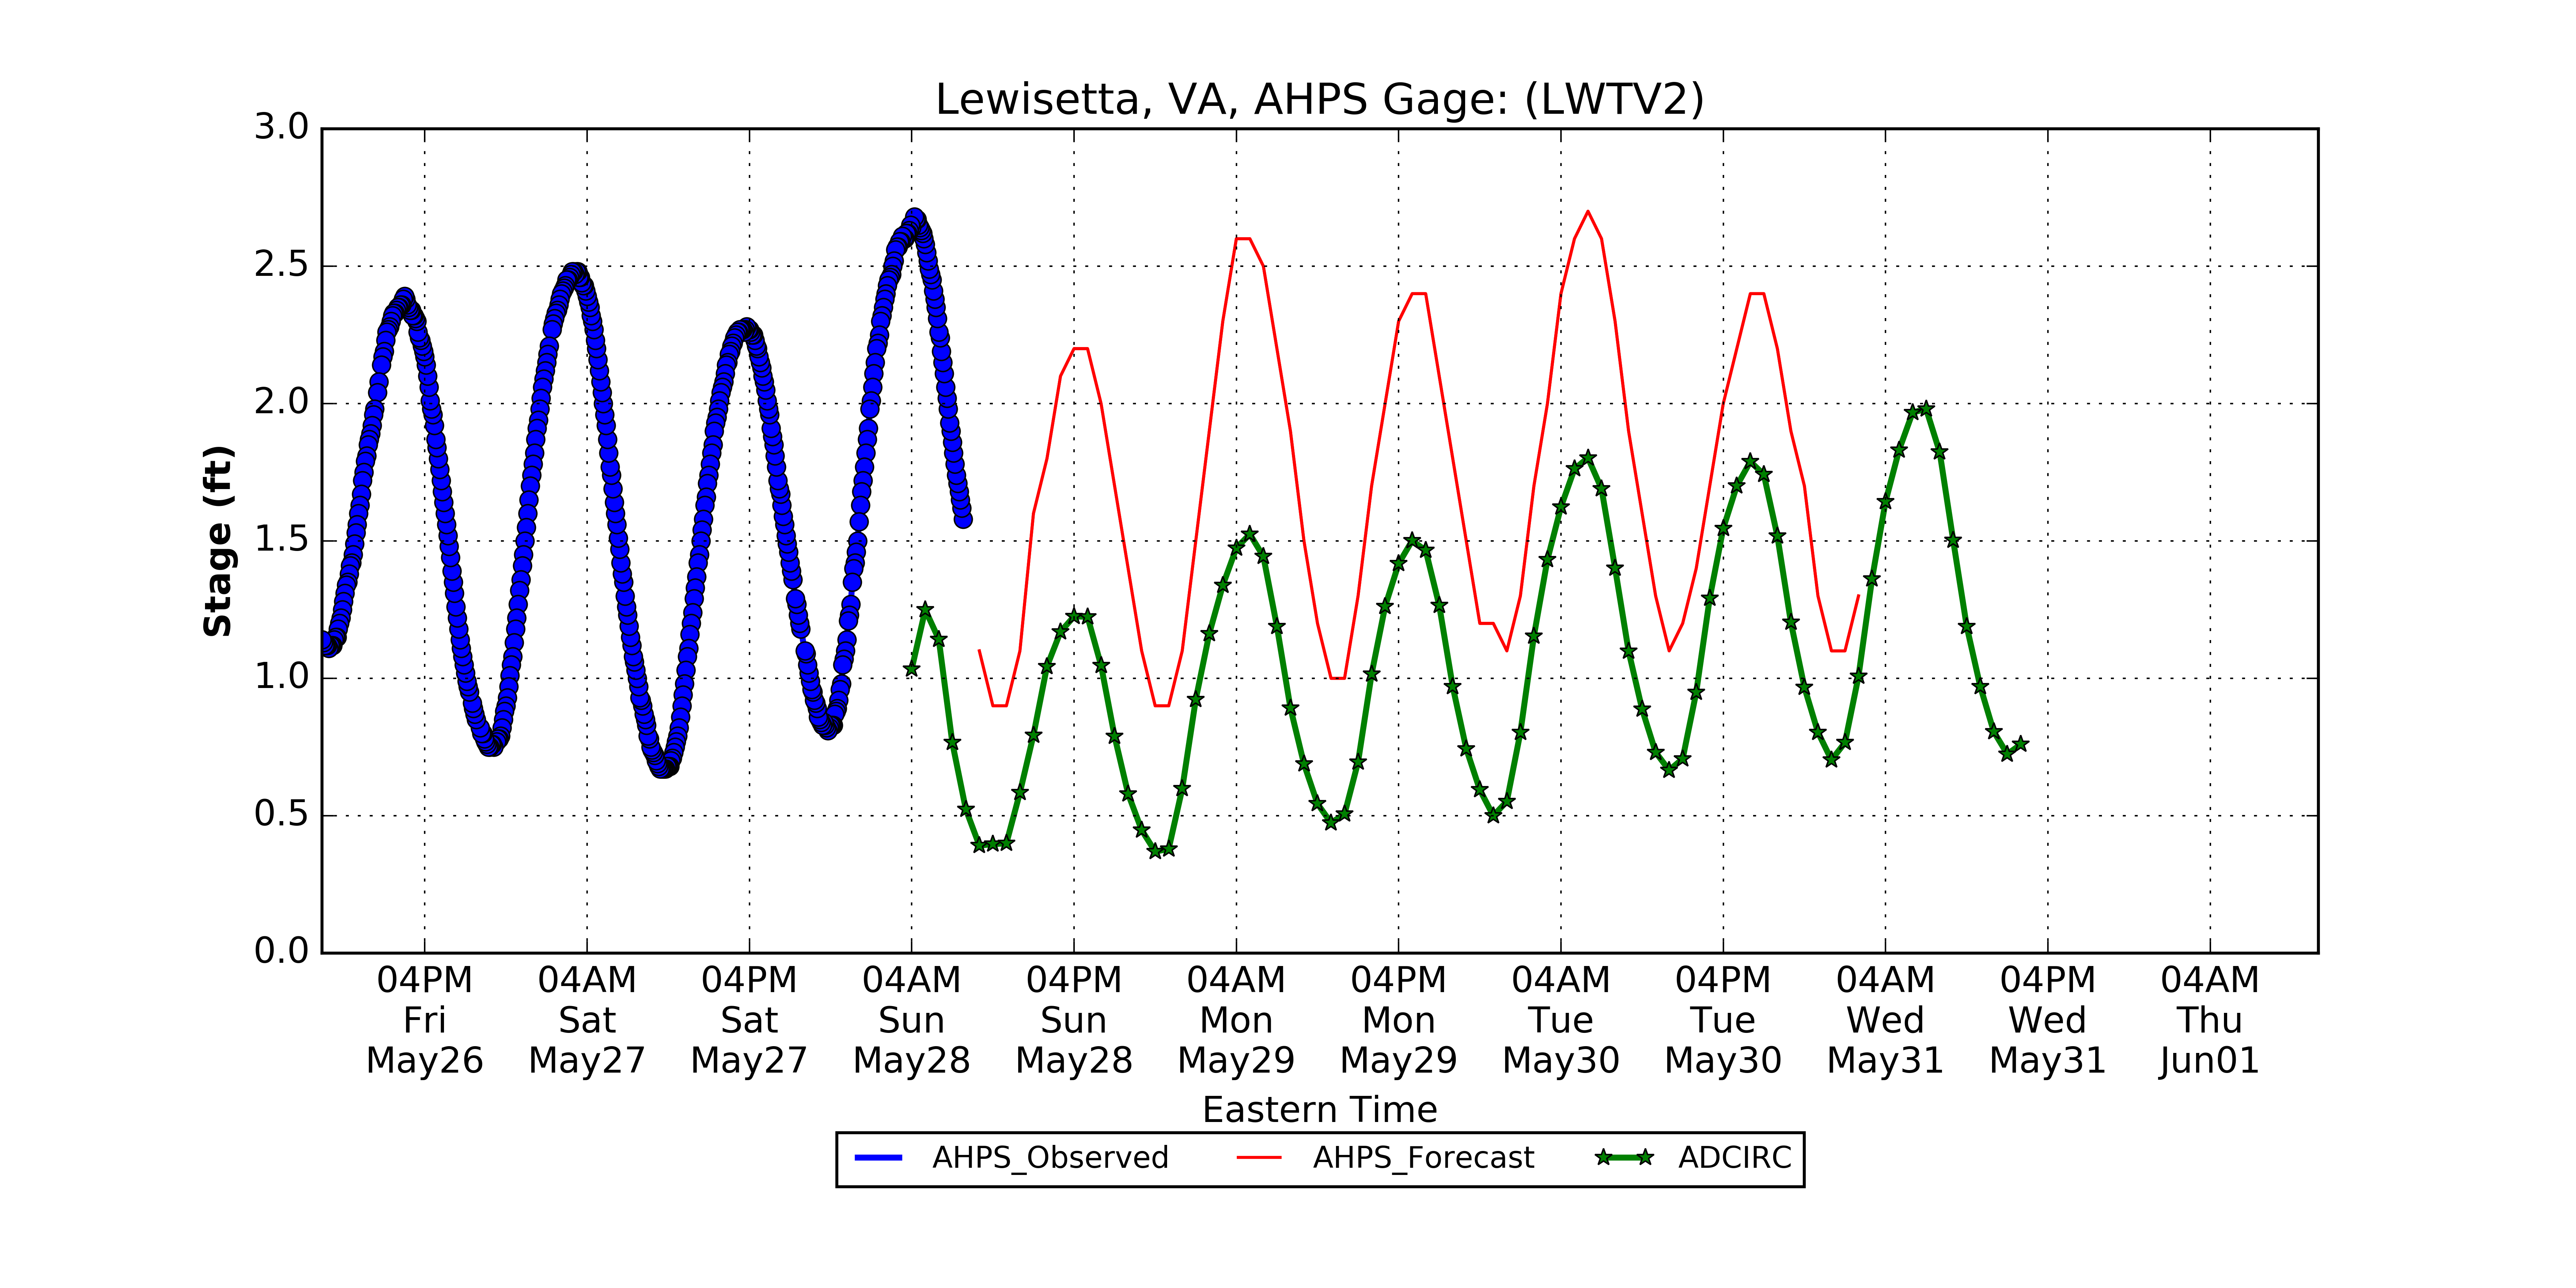 Lewisetta, VA, AHPS Gage: (LWTV2)
3.0
2.5
2.0
1.5
1.0
0.5
0.0
Stage (ft)
04PM 04AM 04PM 04AM 04PM 04AM 04PM 04AM 04PM 04AM 04PM 04AM
Fri Sat Sat Sun Sun Mon Mon Tue Tue Wed Wed Thu
May26 May27 May27 May28 May28 May29 May29 May30 May30 May31 May31 Jun01
Eastern Time
AHPS_Observed AHPS_Forecast ADCIRC